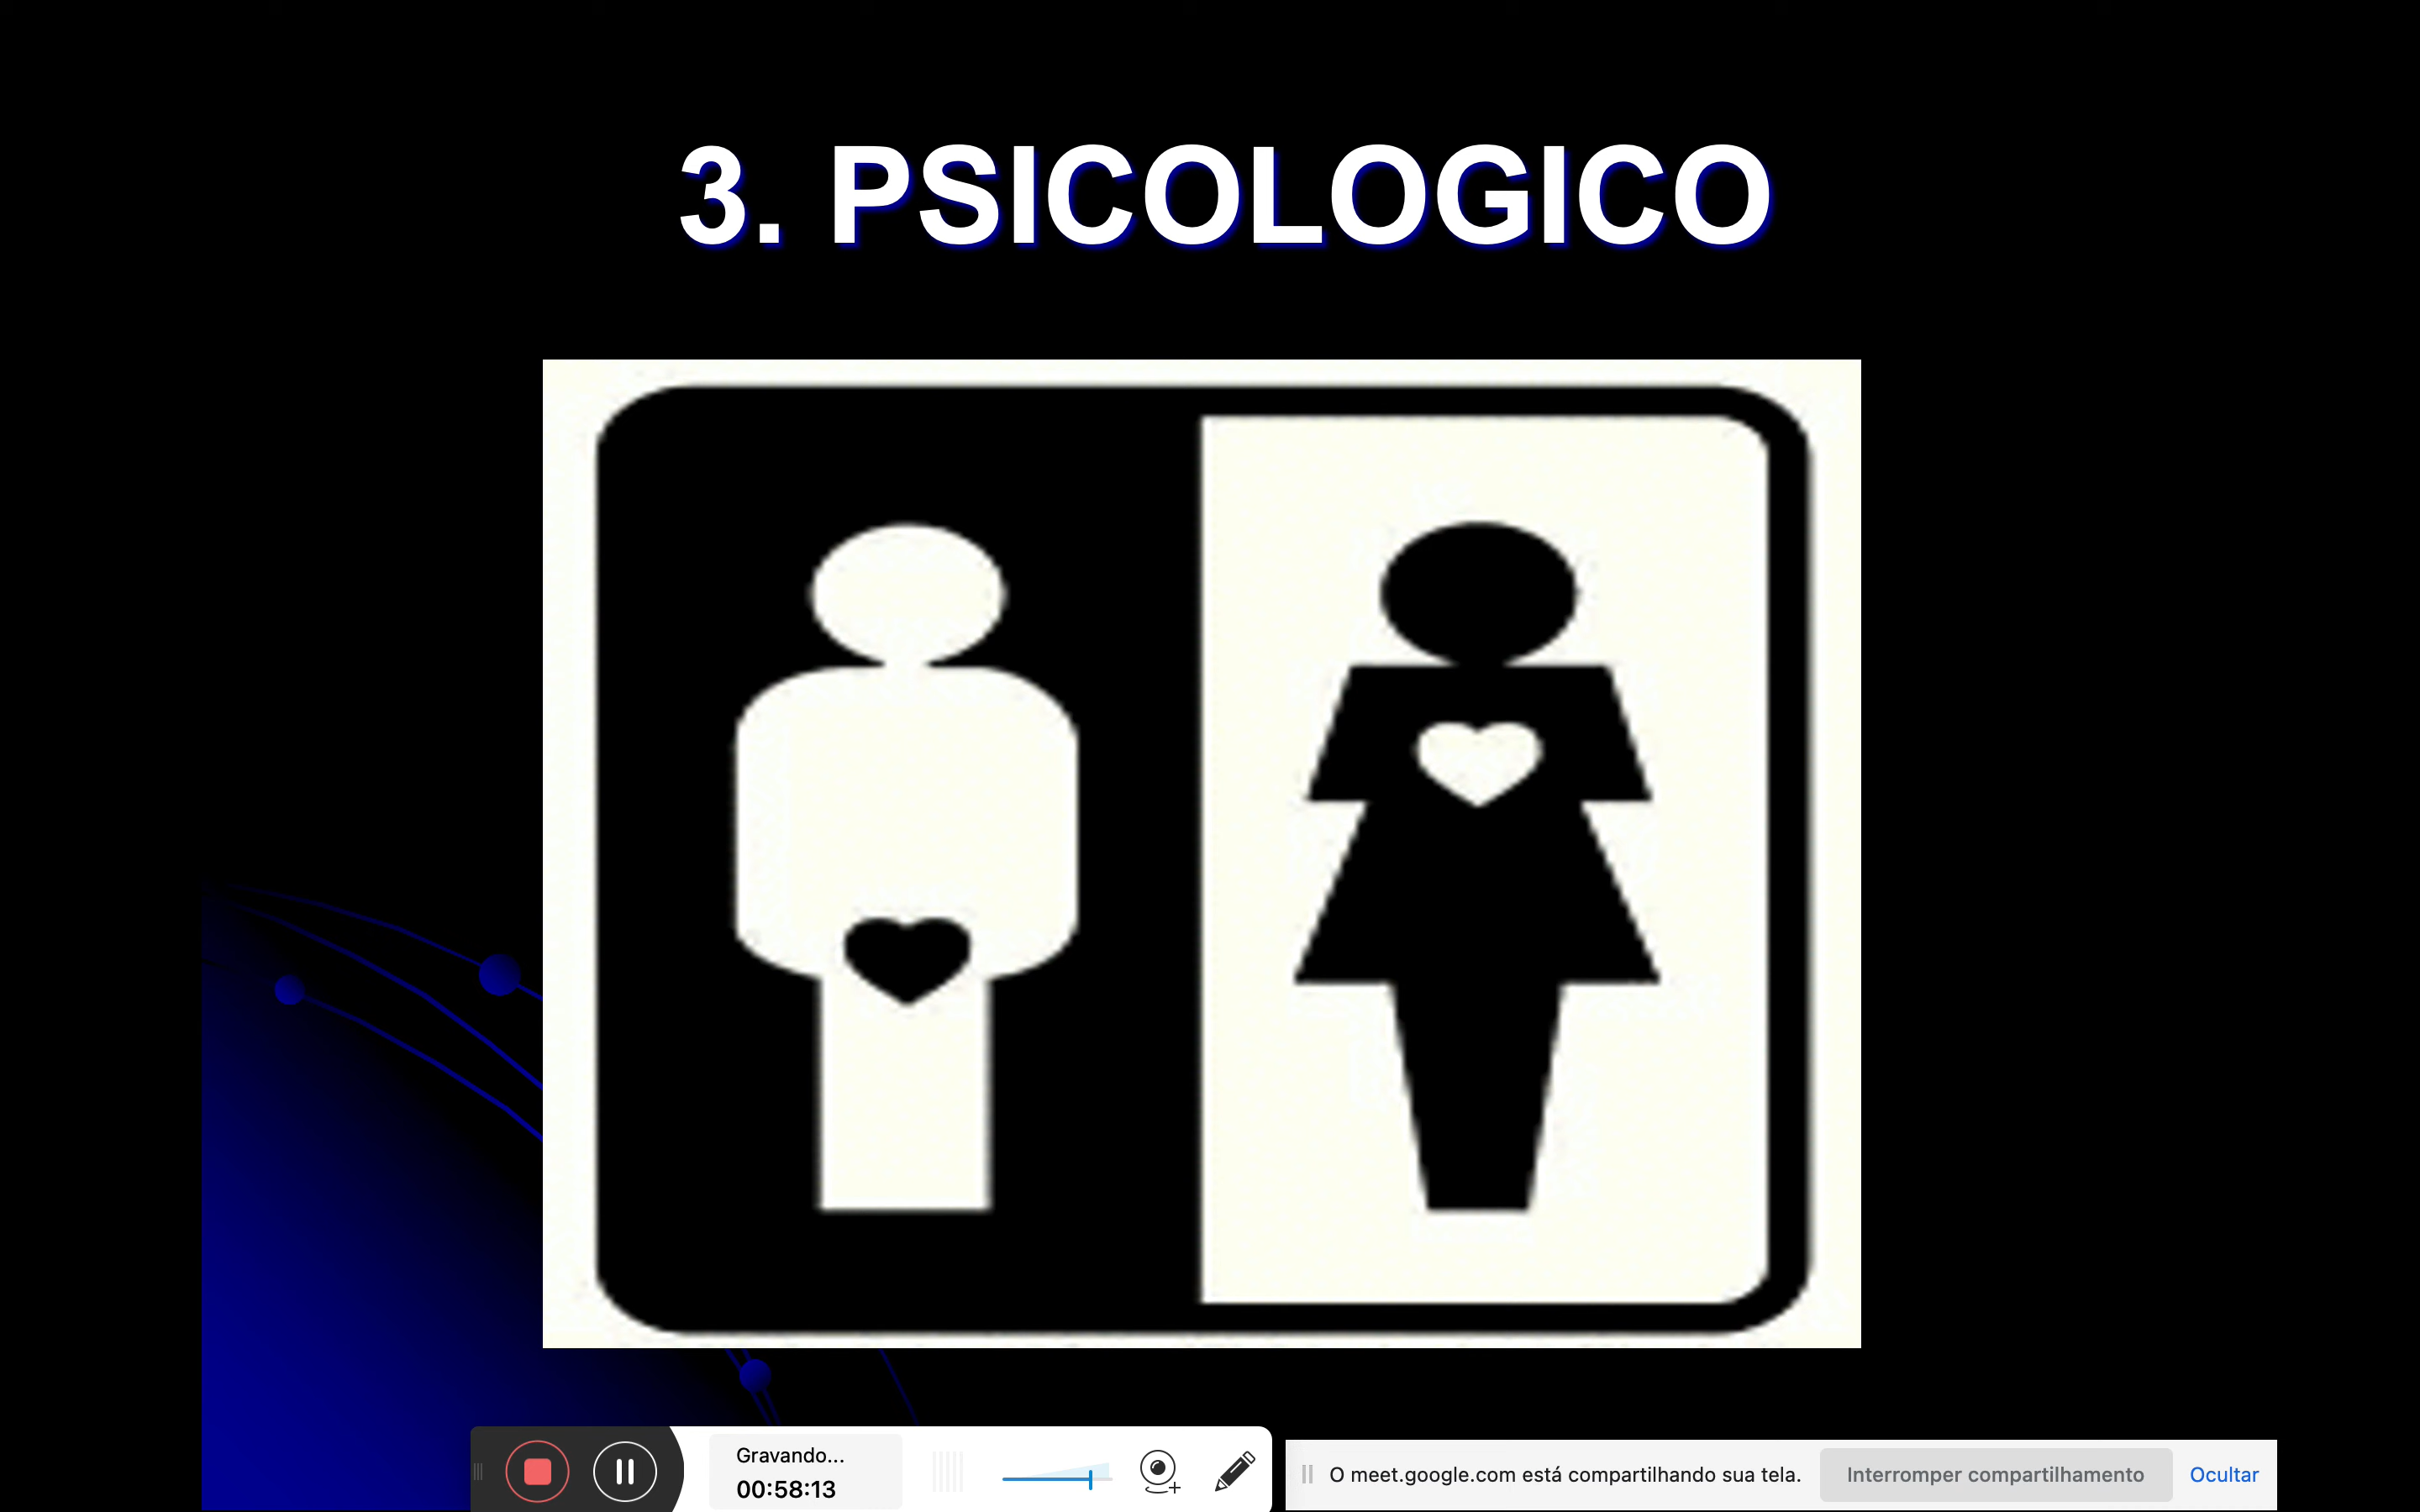 3. PSICOLOGICO
Gravando...
00:58:13
O meet.google.com está compartilhando sua tela.
Interromper compartilhamento
Ocultar